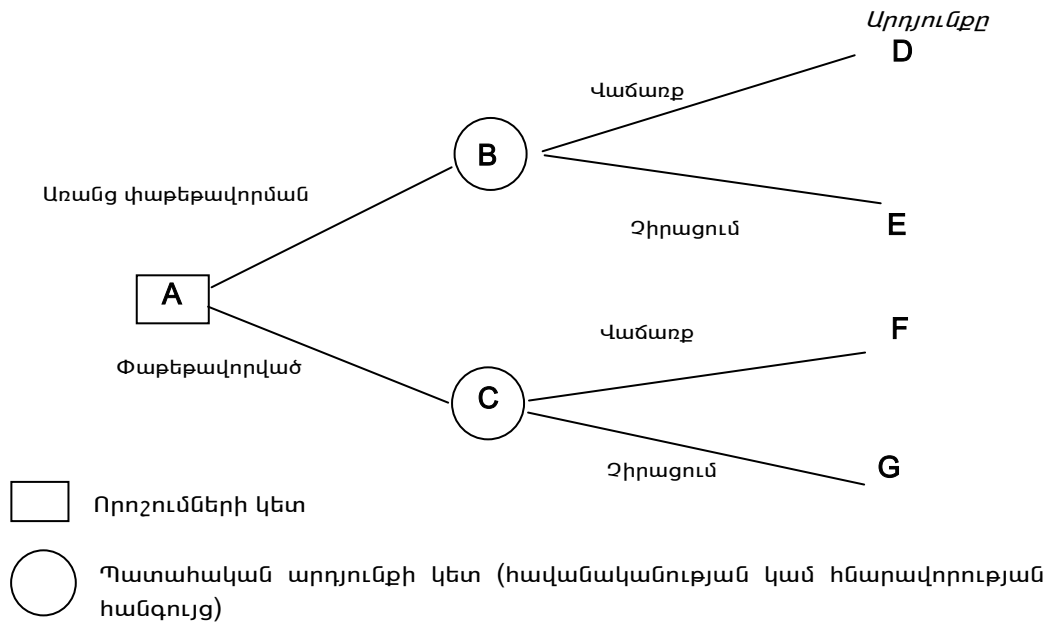 Արդյունքը
D
Վաճառք
B
Առանց փաթեթավորման
Չիրացում
E
A
Վաճառք
F
Փաթեթավորված
C
Չիրացում
G
Որոշումների կետ
Պատահական արդյունքի կետ (հավանականության կամ հնարավորության
հանգույց)